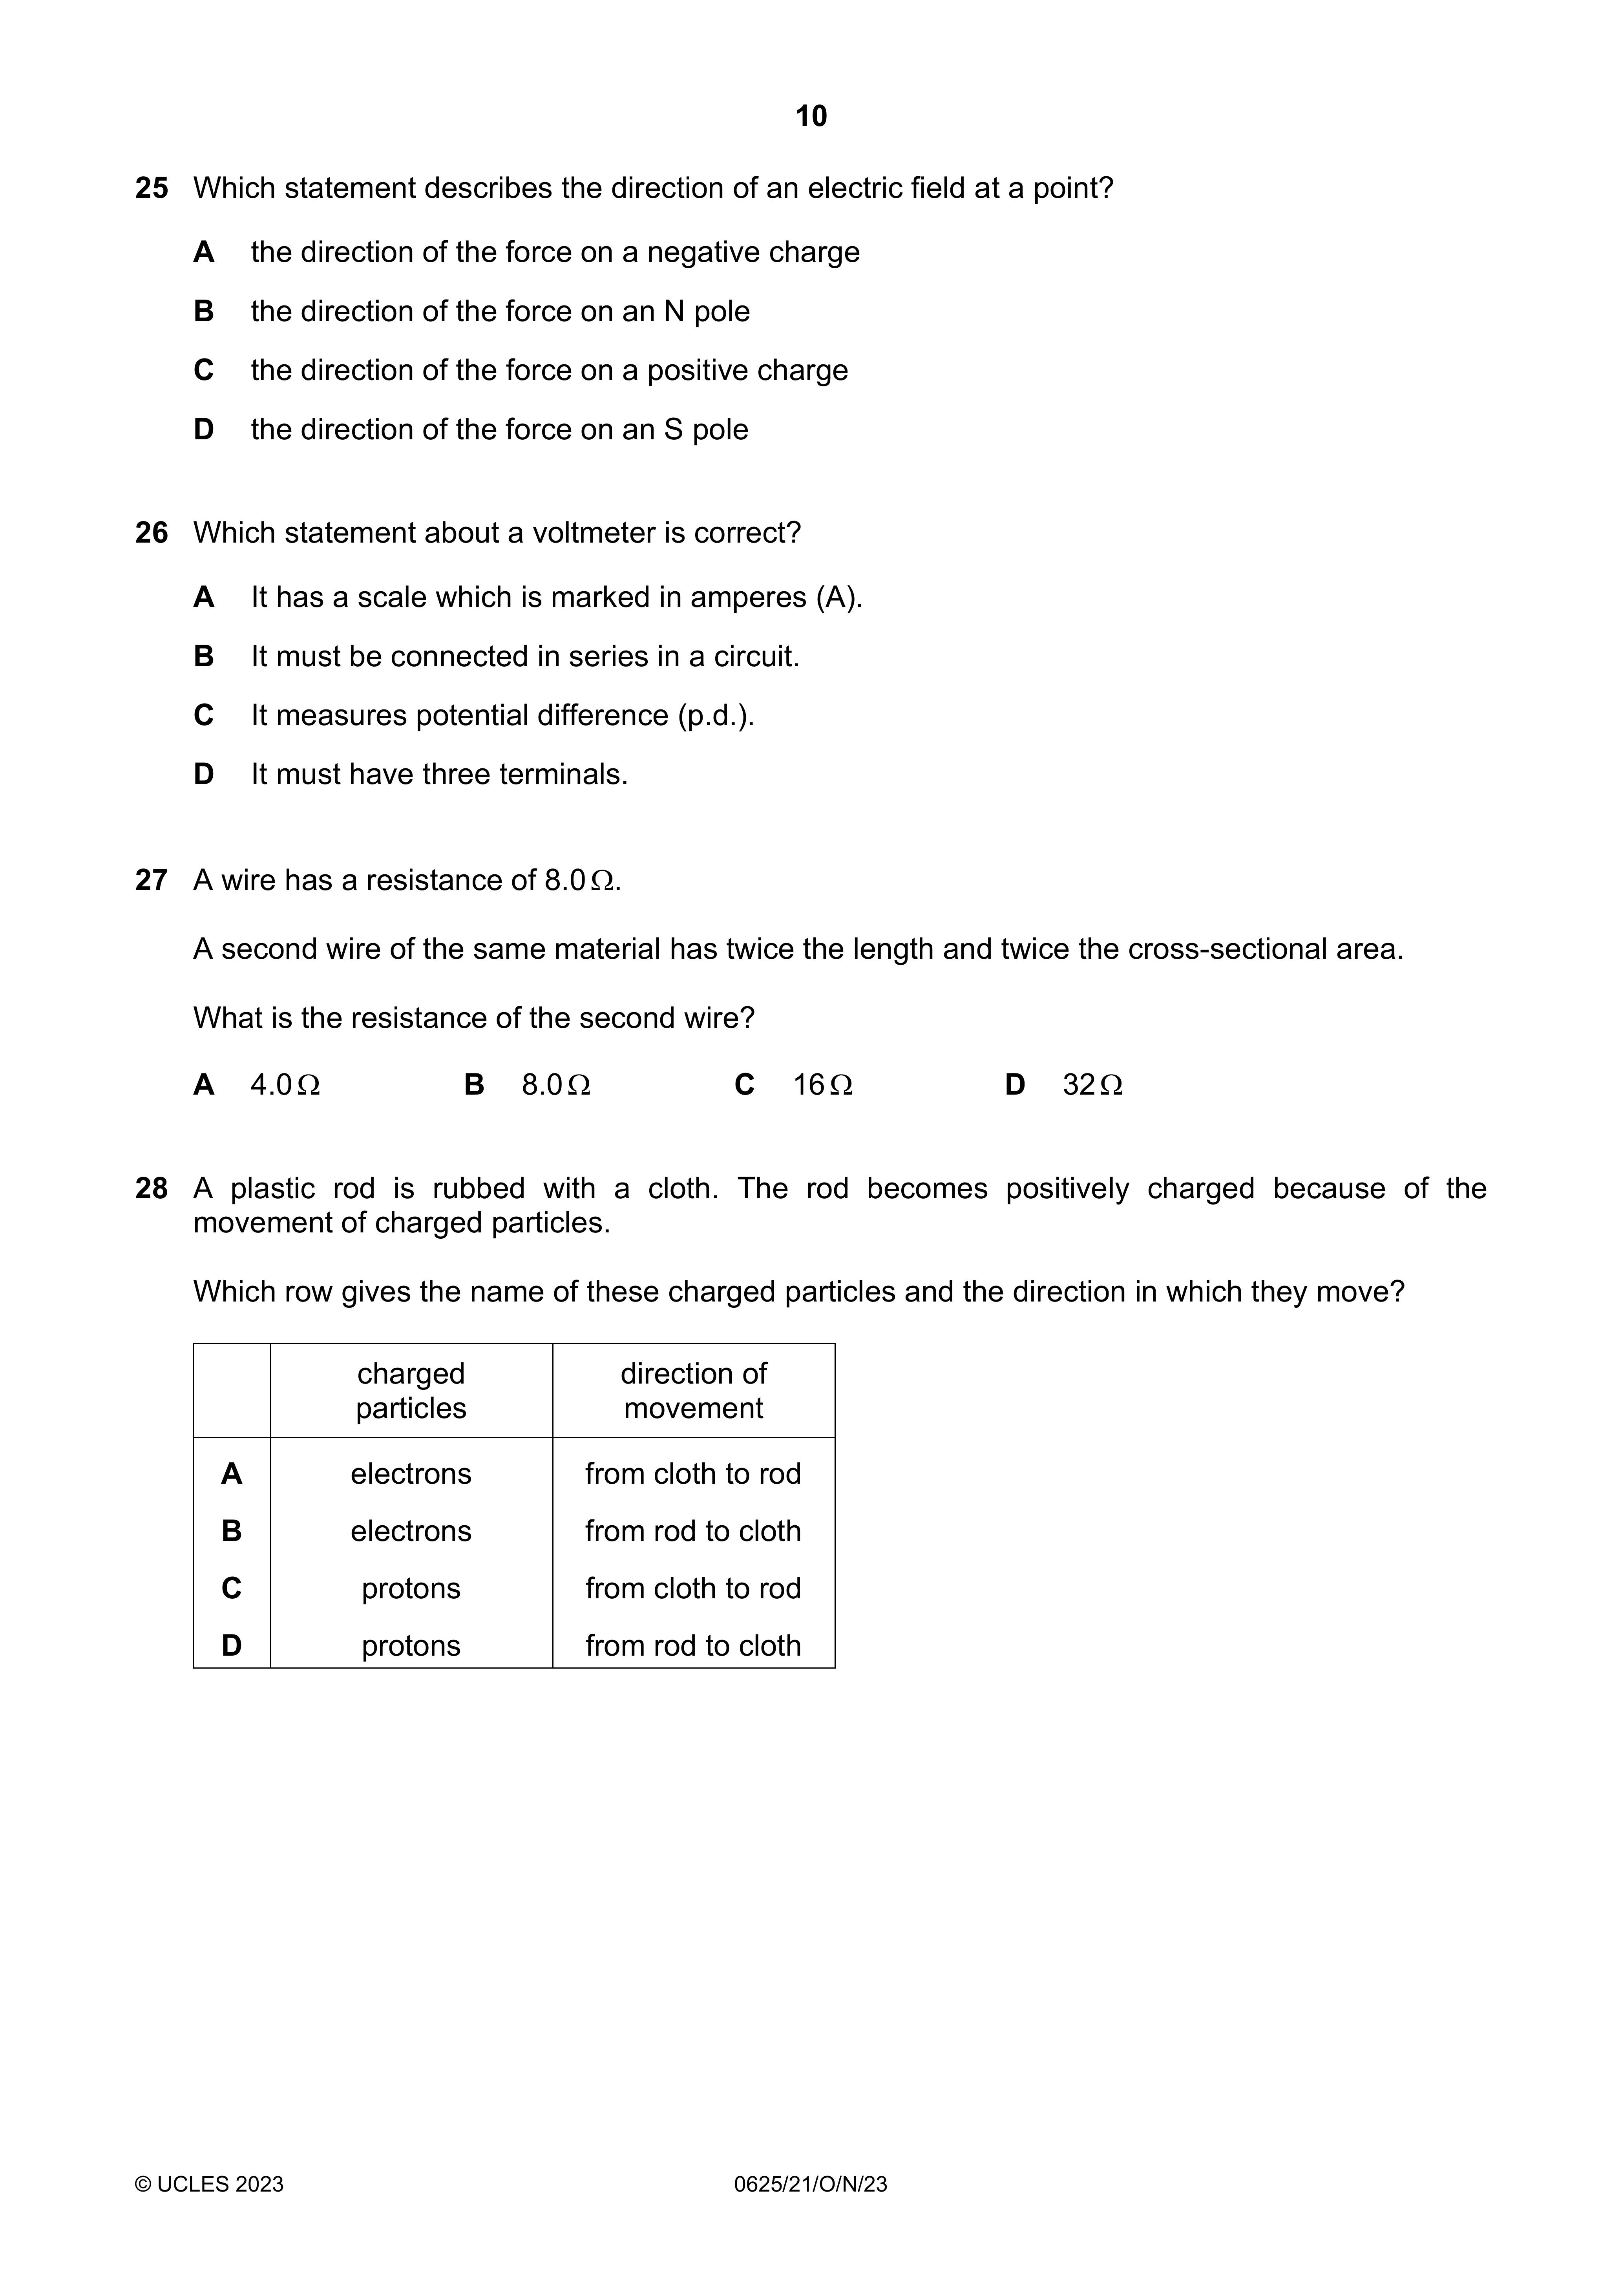 10
25 Which statement describes the direction of an electric field at a point?
A the direction of the force on a negative charge
B the direction of the force on an N pole
C the direction of the force on a positive charge
D the direction of the force on an S pole
26 Which statement about a voltmeter is correct?
A It has a scale which is marked in amperes (A).
B It must be connected in series in a circuit.
C It measures potential difference (p.d.).
D It must have three terminals.
27 A wire has a resistance of 8.0 Ω.
A second wire of the same material has twice the length and twice the cross-sectional area.
What is the resistance of the second wire?
A 4.0 Ω B 8.0 Ω C 16 Ω D 32 Ω
28 A plastic rod is rubbed with a cloth. The rod becomes positively charged because of the
movement of charged particles.
Which row gives the name of these charged particles and the direction in which they move?
charged direction of
particles movement
A electrons from cloth to rod
B electrons from rod to cloth
C protons from cloth to rod
D protons from rod to cloth
© UCLES 2023 0625/21/O/N/23